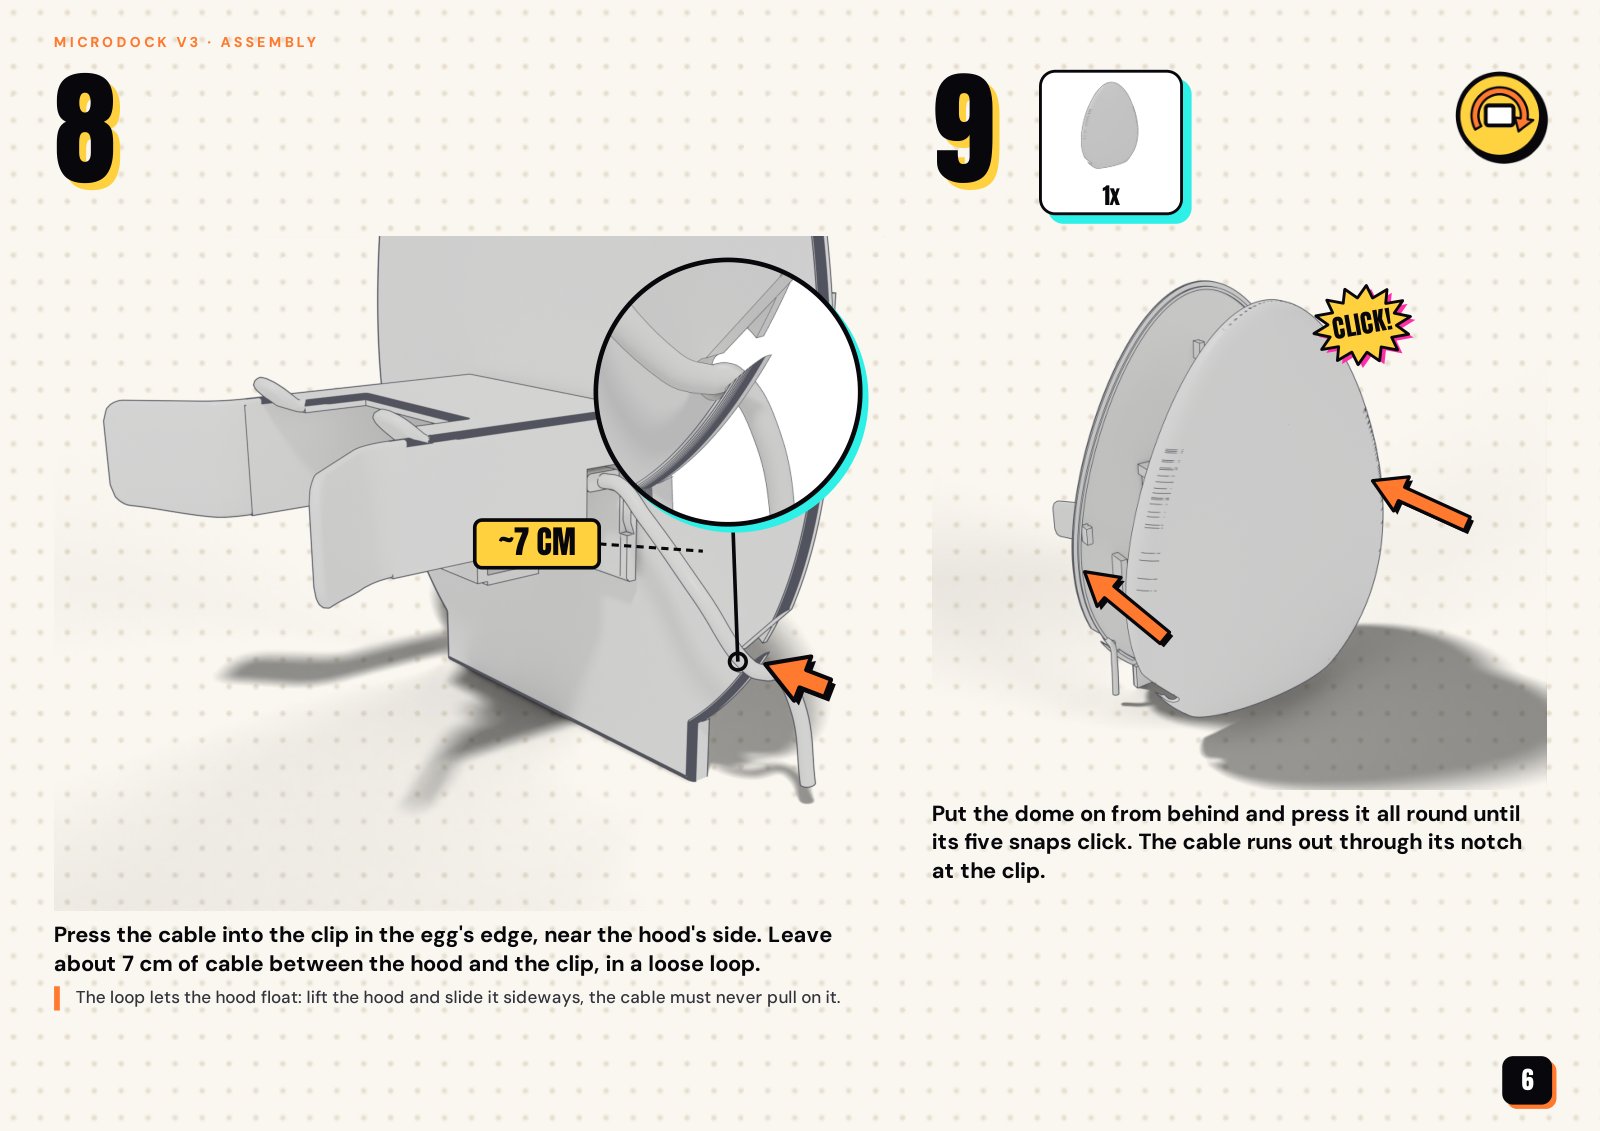 MICRODOCK V3 · ASSEMBLY
8
~7 CM
Press the cable into the clip in the egg's edge, near the hood's side. Leave
about 7 cm of cable between the hood and the clip, in a loose loop.
The loop lets the hood float: lift the hood and slide it sideways, the cable must never pull on it.
9
1x
CLICK!
Put the dome on from behind and press it all round until
its five snaps click. The cable runs out through its notch
at the clip.
6